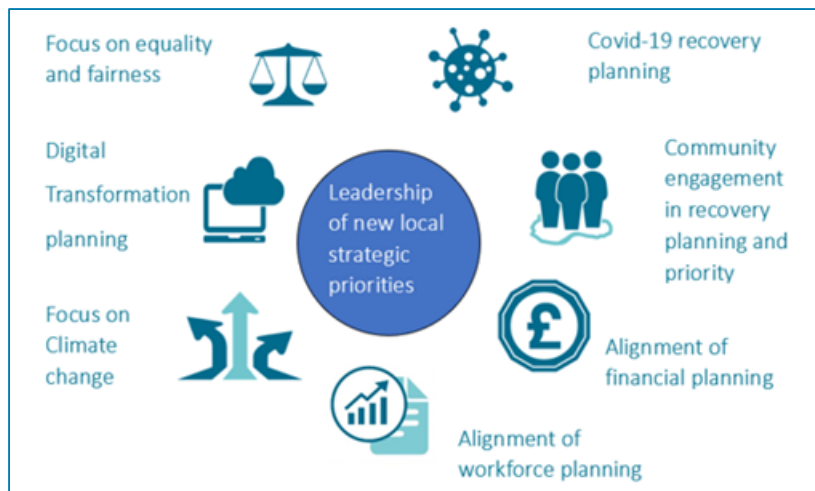 Focus on equality
and fairness
Covid-19 recovery
planning
Digital
Transformation
planning
Leadership
of new local
strategic
priorities
Community
engagement
in recovery
planning and
priority
Focus on
Climate
change
£
Alignment of
financial planning
Alignment of
workforce planning